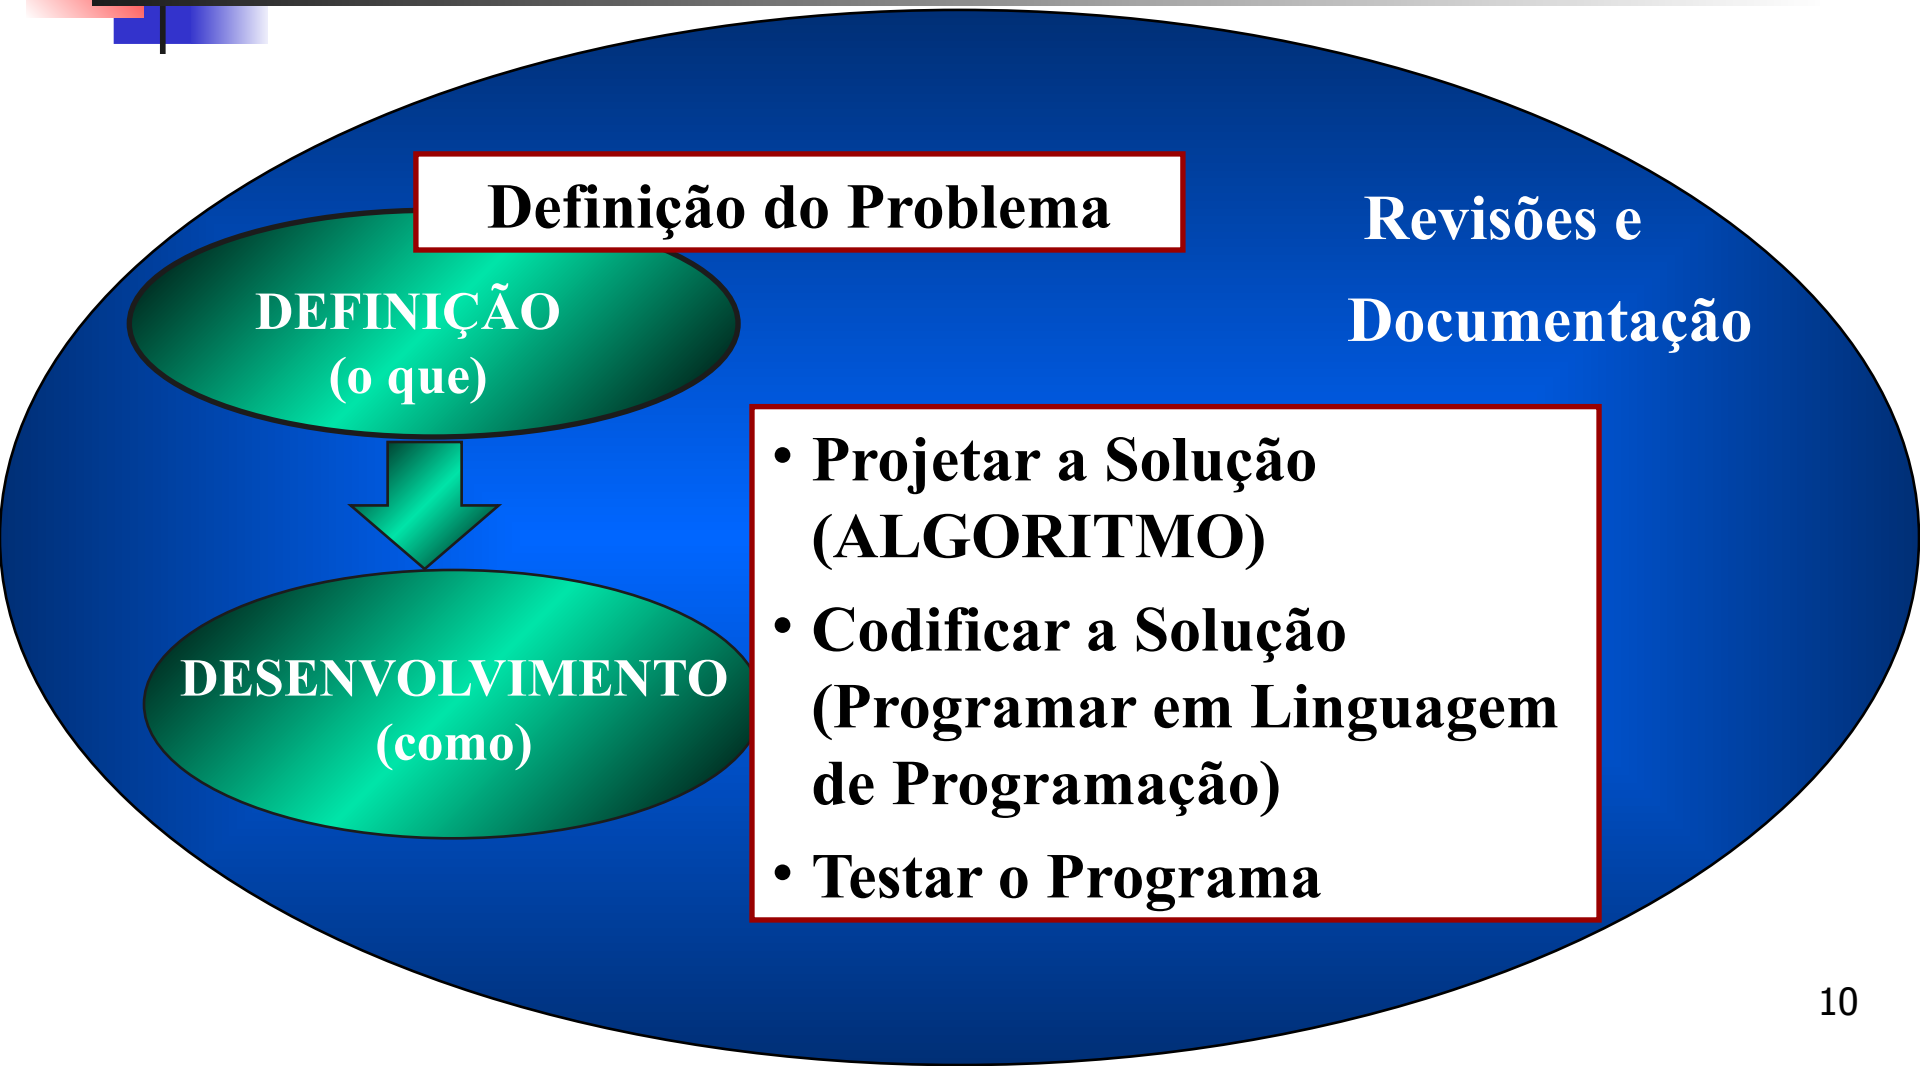 Definição do Problema
Revisões e
Documentação
DEFINIÇÃO
(o que)
DESENVOLVIMENTO
(como)
• Projetar a Solução
(ALGORITMO)
• Codificar a Solução
(Programar em Linguagem
de Programação)
• Testar o Programa
10